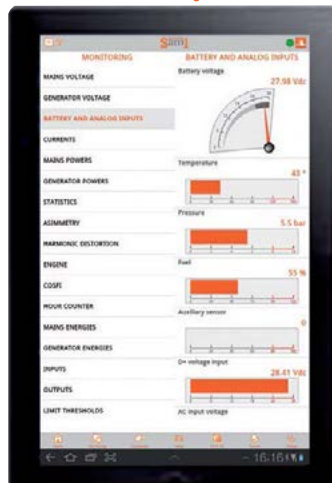 Sam1
MONITORING
MAINS VOLTAGE
GENERATOR VOLTAGE
BATTERY AND ANALOG INPUTS
CURRENTS
MAINS POWERS
GENERATOR POWERS
STATISTICS
ASIMMETRY
HARMONIC DISTORTION
ENGINE
COSFI
HOUR COUNTER
MAINS ENERGIES
GENERATOR ENERGIES
INPUTS
OUTPUTS
LIMIT THRESHOLDS
BATTERY AND ANALOG INPUTS
Battery voltage
27.98 Vdc
Temperature
43 °
Pressure
5.5 bar
Fuel
55 %
Auxiliary sensor
0
D+ voltage input
28.41 Vdc
AC input voltage
16:16